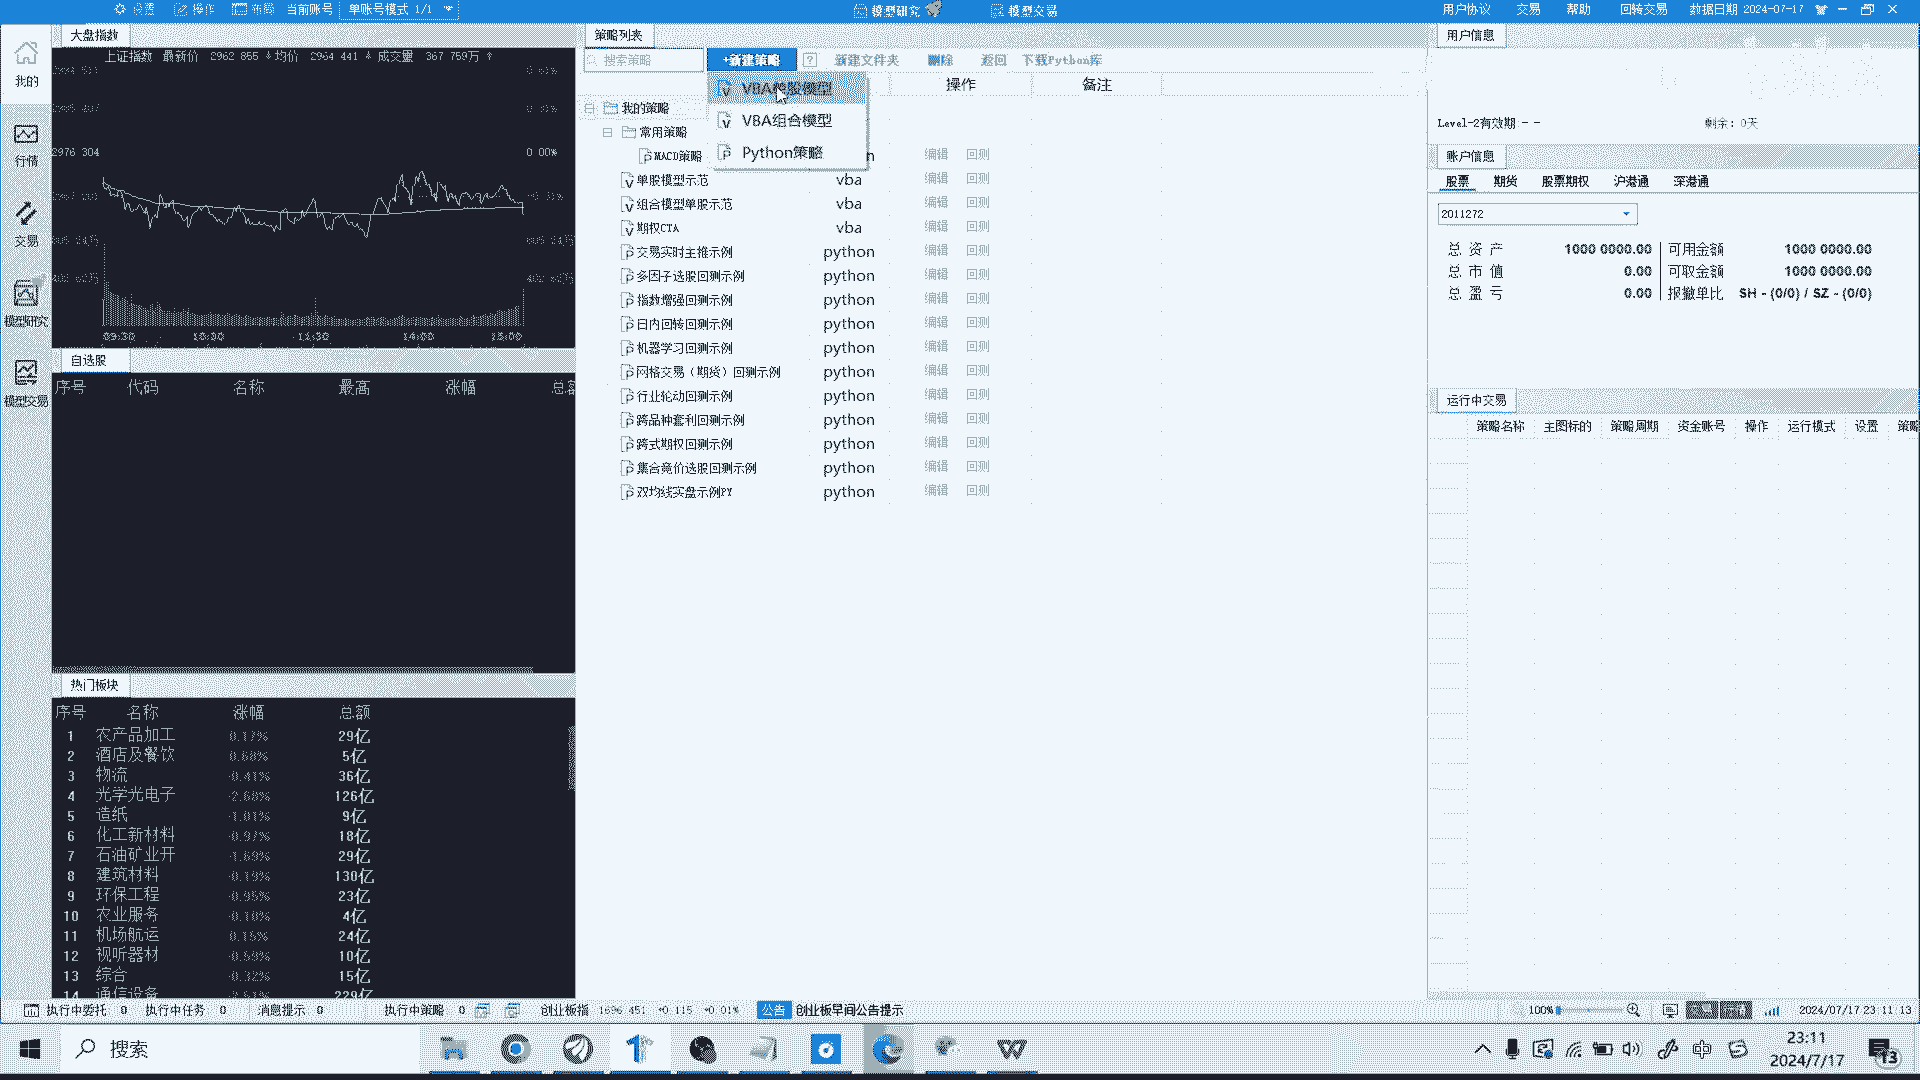 设置 操作 布局 当前账号 单账号模式 1/1
模型研究 模型交易
用户协议 交易 帮助 回转交易 数据日期 2024-07-17
我的
行情
交易
模型研究
模型交易
大盘指数
上证指数 最新价 2962 855 均价 2964 441 成交量 367 759万
2976 304 0 00%
09:30 10:30 11:30 14:00 15:00
自选股
序号 代码 名称 最高 涨幅
热门板块
序号 名称 涨幅 总额
1 农产品加工 0.17% 29亿
2 酒店及餐饮 0.68% 5亿
3 物流 -0.41% 36亿
4 光学光电子 -2.68% 126亿
5 造纸 -1.01% 9亿
6 化工新材料 -0.97% 18亿
7 石油矿业开 -1.69% 29亿
8 建筑材料 -0.19% 130亿
9 环保工程 -0.95% 23亿
10 农业服务 -0.10% 4亿
11 机场航运 0.15% 24亿
12 视听器材 -0.59% 10亿
13 综合 -0.32% 15亿
14 通信设备
策略列表
搜索策略 +新建策略 ? 新建文件夹 删除 返回 下载Python库
操作 备注
VBA组合模型
Python策略
我的策略
常用策略
MACD策略 编辑 回测
单股模型示范 vba 编辑 回测
组合模型单股示范 vba 编辑 回测
期权CTA vba 编辑 回测
交易实时主推示例 python 编辑 回测
多因子选股回测示例 python 编辑 回测
指数增强回测示例 python 编辑 回测
日内回转回测示例 python 编辑 回测
机器学习回测示例 python 编辑 回测
网格交易（期货）回测示例 python 编辑 回测
行业轮动回测示例 python 编辑 回测
跨品种套利回测示例 python 编辑 回测
跨式期权回测示例 python 编辑 回测
集合竞价选股回测示例 python 编辑 回测
双均线实盘示例PY python 编辑 回测
用户信息
Level-2有效期 - - 剩余: 0天
账户信息
股票 期货 股票期权 沪港通 深港通
2011272
总 资 产 1000 0000.00 可用金额 1000 0000.00
总 市 值 0.00 可取金额 1000 0000.00
总 盈 亏 0.00 报撤单比 SH - (0/0) / SZ - (0/0)
运行中交易
策略名称 主图标的 策略周期 资金账号 操作 运行模式 设置
执行中委托 0 执行中任务 0 消息提示 0 执行中策略 0 创业板指 1696 451 +0 115 +0 01% 公告 创业板早间公告提示
100% 2024/07/17 23 11 13
搜索
中
23:11
2024/7/17
13